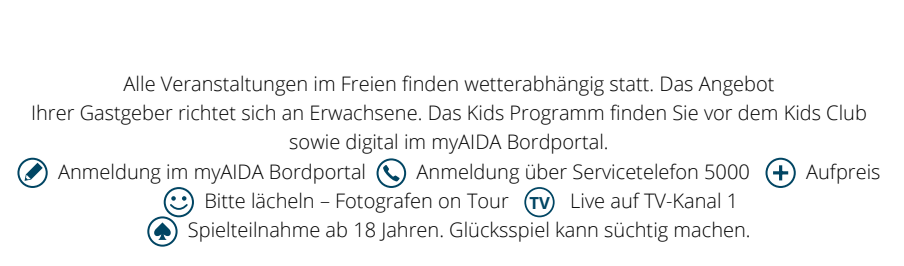 Alle Veranstaltungen im Freien finden wetterabhängig statt. Das Angebot
Ihrer Gastgeber richtet sich an Erwachsene. Das Kids Programm finden Sie vor dem Kids Club
sowie digital im myAIDA Bordportal.
Anmeldung im myAIDA Bordportal Anmeldung über Servicetelefon 5000 + Aufpreis
Bitte lächeln – Fotografen on Tour TV Live auf TV-Kanal 1
Spielteilnahme ab 18 Jahren. Glücksspiel kann süchtig machen.